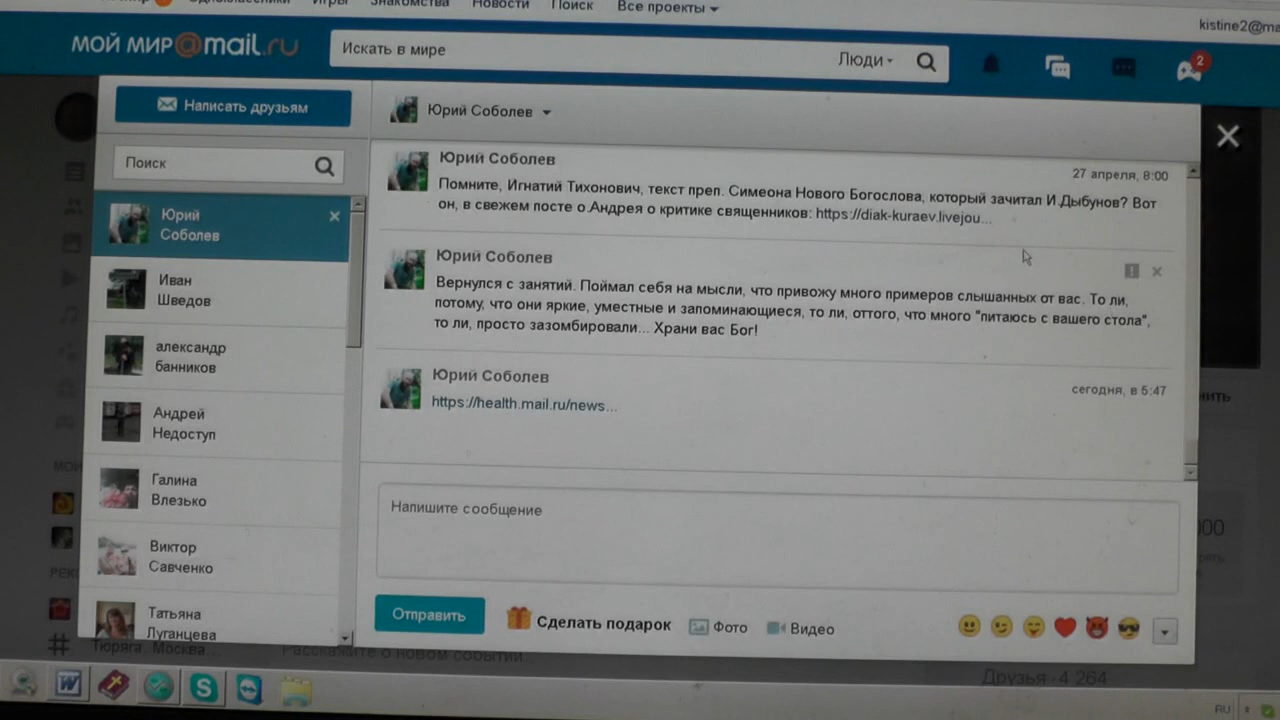 Одноклассники Игры Знакомства Новости Поиск Все проекты
МОЙ МИР@mail.ru
Искать в мире
Люди
2
Написать друзьям
Юрий Соболев
Поиск
Юрий
Соболев
Иван
Шведов
александр
банников
Андрей
Недоступ
Галина
Влезько
Виктор
Савченко
Татьяна
Луганцева
Юрий Соболев
27 апреля, 8:00
Помните, Игнатий Тихонович, текст преп. Симеона Нового Богослова, который зачитал И.Дыбунов? Вот
он, в свежем посте о.Андрея о критике священников: https://diak-kuraev.livejou...
Юрий Соболев
Вернулся с занятий. Поймал себя на мысли, что привожу много примеров слышанных от вас. То ли,
потому, что они яркие, уместные и запоминающиеся, то ли, оттого, что много "питаюсь с вашего стола",
то ли, просто зазомбировали... Храни вас Бог!
Юрий Соболев
сегодня, в 5:47
https://health.mail.ru/news...
Напишите сообщение
Отправить
Сделать подарок
Фото
Видео
Тюряга Москва...
Расскажите о новом событии...
Друзья · 4 264
RU